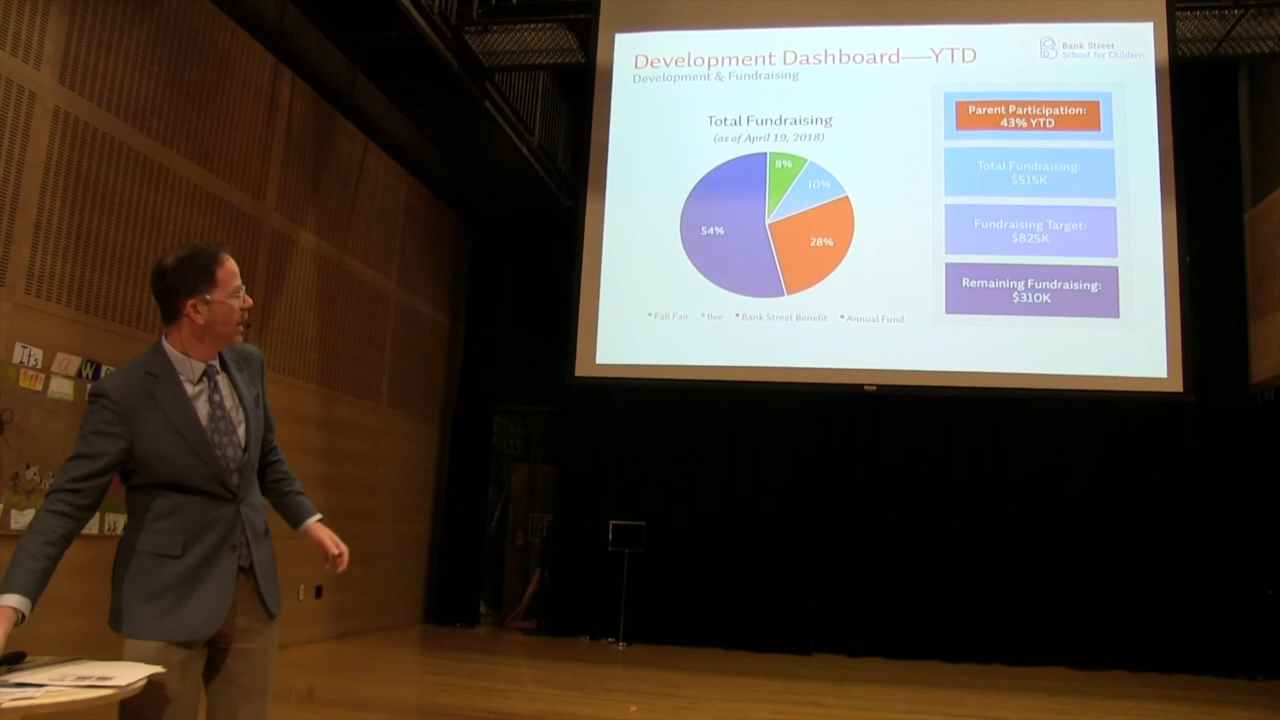 Development Dashboard—YTD
Development & Fundraising
Bank Street
School for Children
Total Fundraising
(as of April 19, 2018)
8%
10%
28%
54%
Fall Fair Bee Bank Street Benefit Annual Fund
Parent Participation:
43% YTD
Total Fundraising:
$515K
Fundraising Target:
$825K
Remaining Fundraising:
$310K
It's a